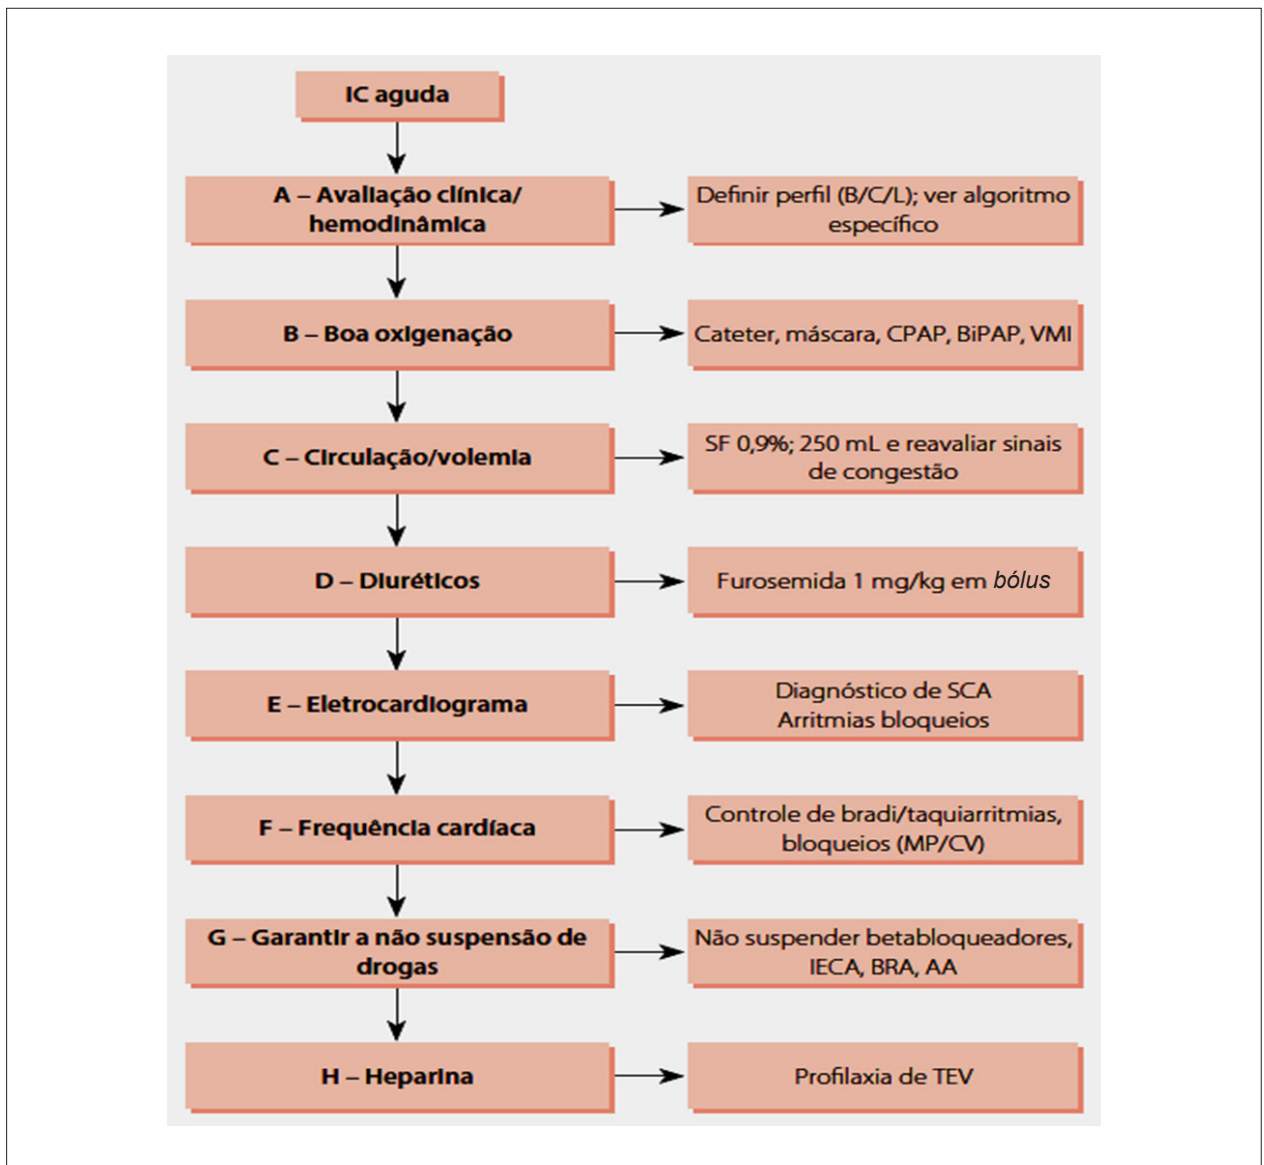 IC aguda
A – Avaliação clínica/
hemodinâmica
Definir perfil (B/C/L); ver algoritmo
específico
B – Boa oxigenação
Cateter, máscara, CPAP, BiPAP, VMI
C – Circulação/volemia
SF 0,9%; 250 mL e reavaliar sinais
de congestão
D – Diuréticos
Furosemida 1 mg/kg em bólus
E – Eletrocardiograma
Diagnóstico de SCA
Arritmias bloqueios
F – Frequência cardíaca
Controle de bradi/taquiarritmias,
bloqueios (MP/CV)
G – Garantir a não suspensão de
drogas
Não suspender betabloqueadores,
IECA, BRA, AA
H – Heparina
Profilaxia de TEV